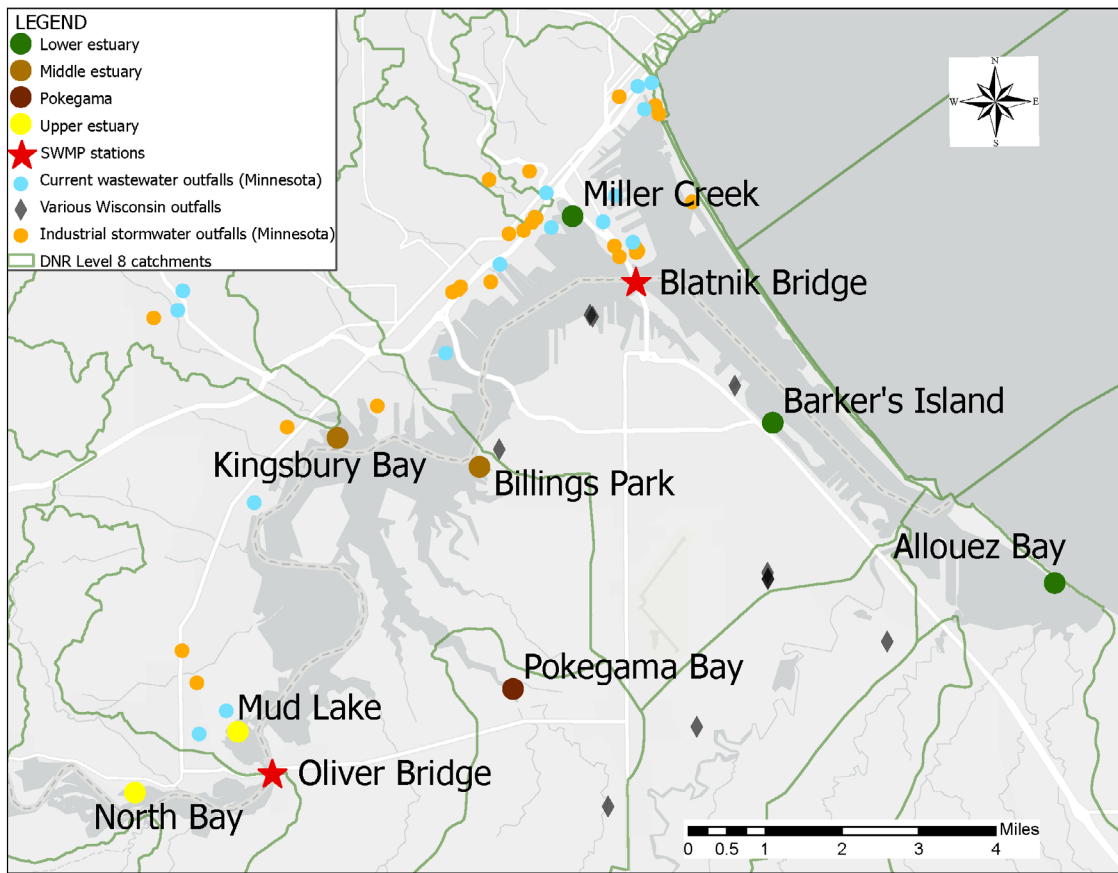 LEGEND
Lower estuary
Middle estuary
Pokegama
Upper estuary
SWMP stations
Current wastewater outfalls (Minnesota)
Various Wisconsin outfalls
Industrial stormwater outfalls (Minnesota)
DNR Level 8 catchments
N
W E
S
Miller Creek
Blatnik Bridge
Barker's Island
Kingsbury Bay
Billings Park
Allouez Bay
Pokegama Bay
Mud Lake
Oliver Bridge
North Bay
Miles
0 0.5 1 2 3 4